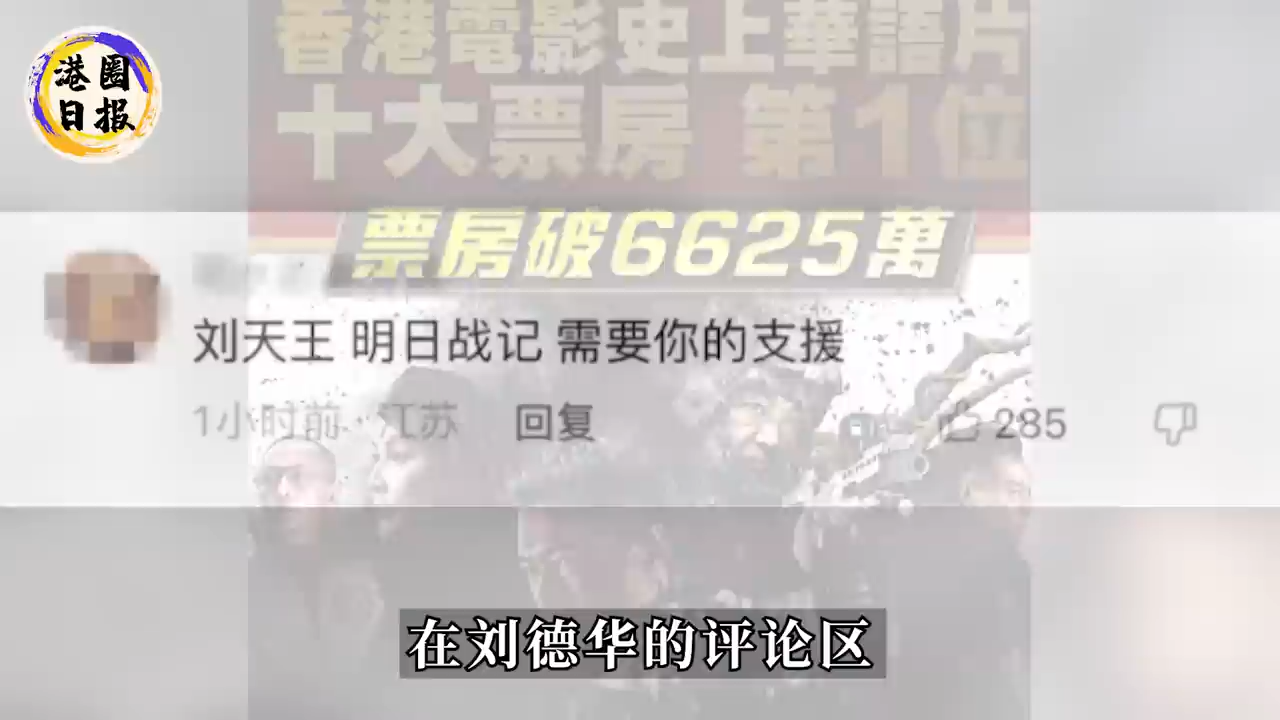 港圈
日报
香港電影史上華語片
十大票房 第1位
票房破6625萬
刘天王 明日战记 需要你的支援
1小时前 江苏 回复 285
在刘德华的评论区